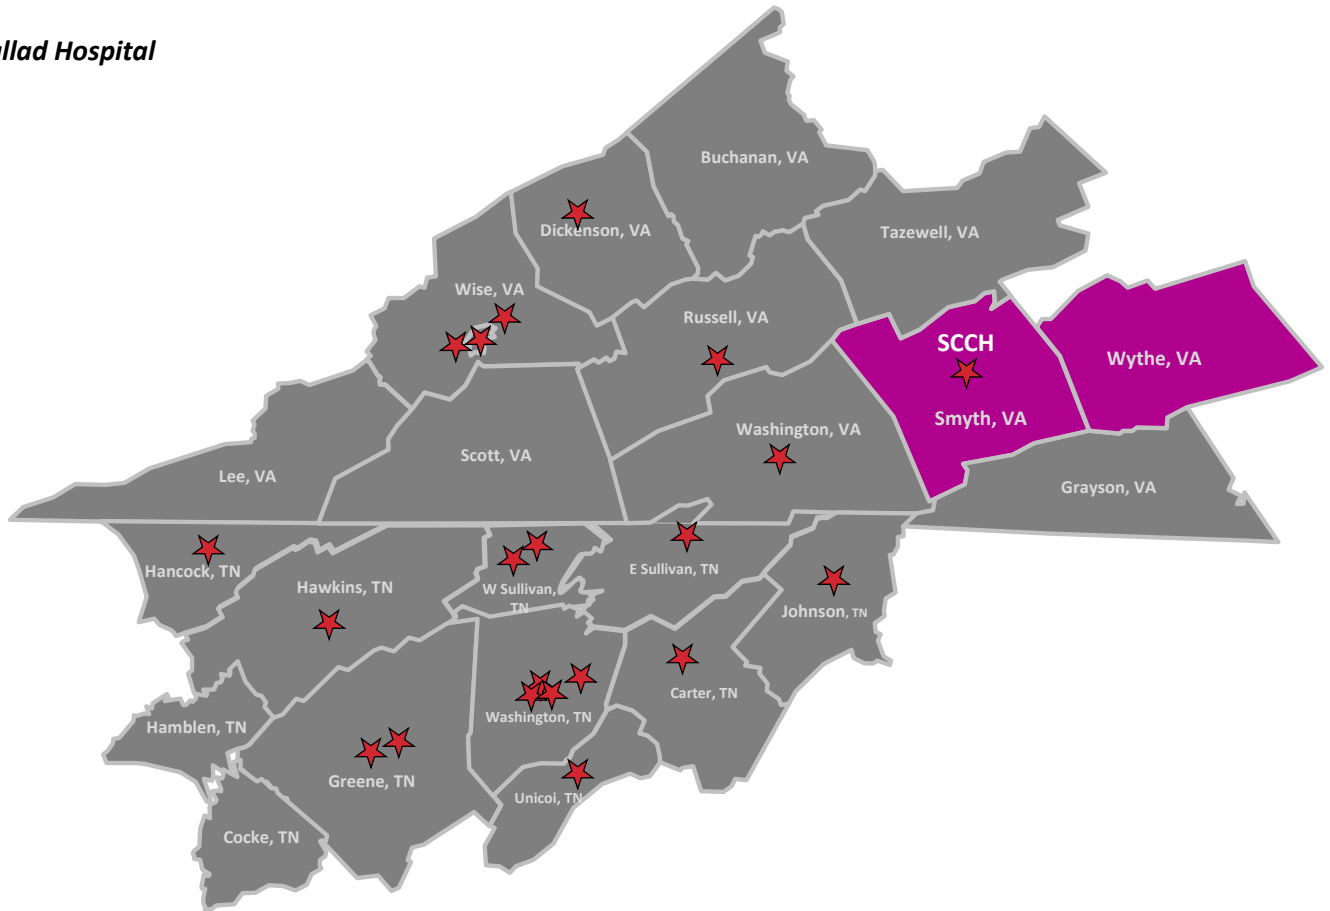 Hospital
Buchanan, VA
Dickenson, VA
Tazewell, VA
Wise, VA
Russell, VA
SCCH
Wythe, VA
Smyth, VA
Washington, VA
Scott, VA
Lee, VA
Grayson, VA
Hancock, TN
E Sullivan, TN
Hawkins, TN
W Sullivan,
TN
Johnson, TN
Carter, TN
Washington, TN
Hamblen, TN
Greene, TN
Unicoi, TN
Cocke, TN